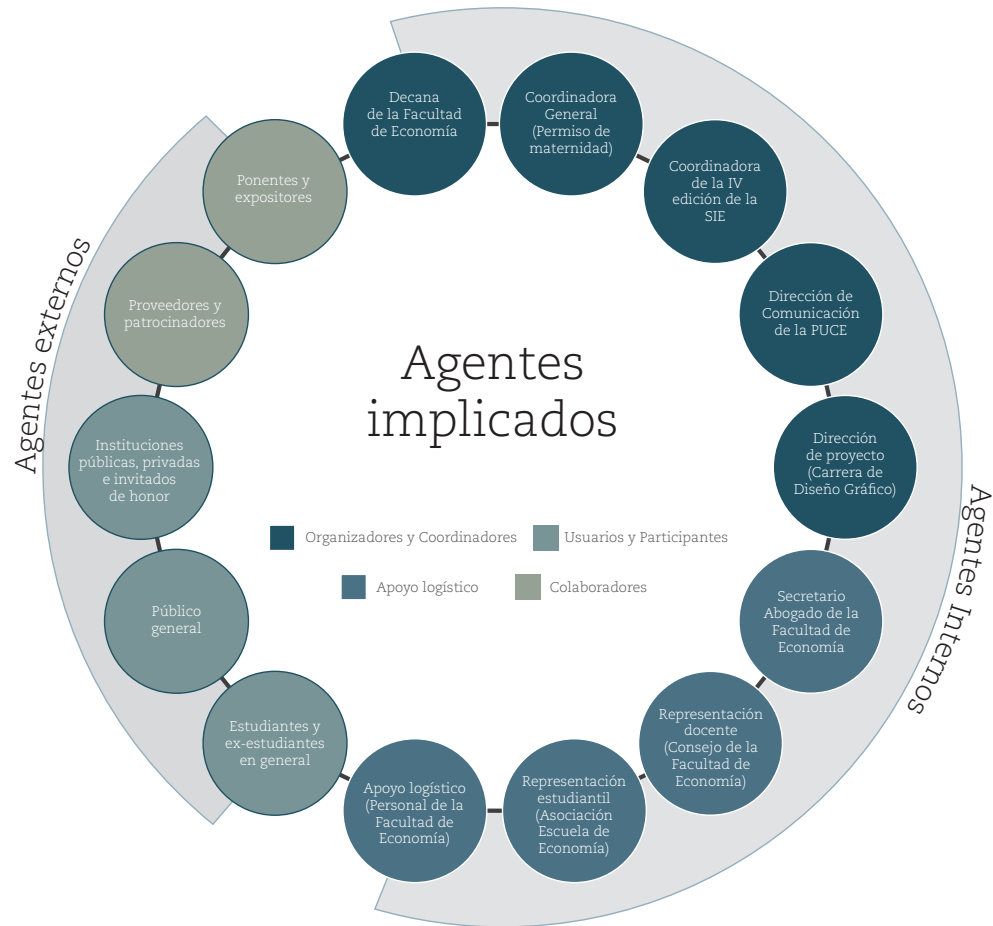 Decana
de la Facultad
de Economía
Coordinadora
General
(Permiso de
maternidad)
Coordinadora
de la IV
edición de la
SIE
Dirección de
Comunicación
de la PUCE
Dirección
de proyecto
(Carrera de
Diseño Gráfico)
Secretario
Abogado de la
Facultad de
Economía
Representación
docente
(Consejo de la
Facultad de
Economía)
Representación
estudiantil
(Asociación
Escuela de
Economía)
Apoyo logístico
(Personal de la
Facultad de
Economía)
Estudiantes y
ex-estudiantes
en general
Público
general
Instituciones
públicas, privadas
e invitados
de honor
Proveedores y
patrocinadores
Ponentes y
expositores
Agentes externos
Agentes Internos
Agentes
implicados
Organizadores y Coordinadores
Usuarios y Participantes
Apoyo logístico
Colaboradores